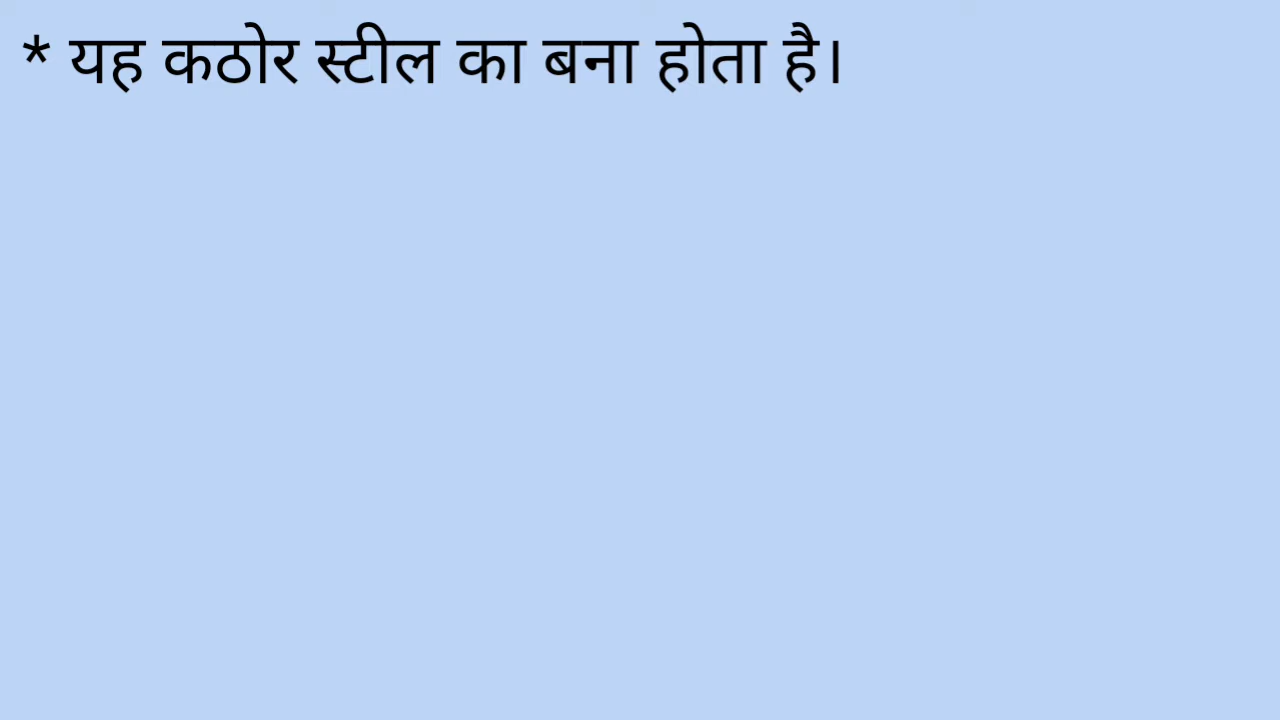 * यह कठोर स्टील का बना होता है।